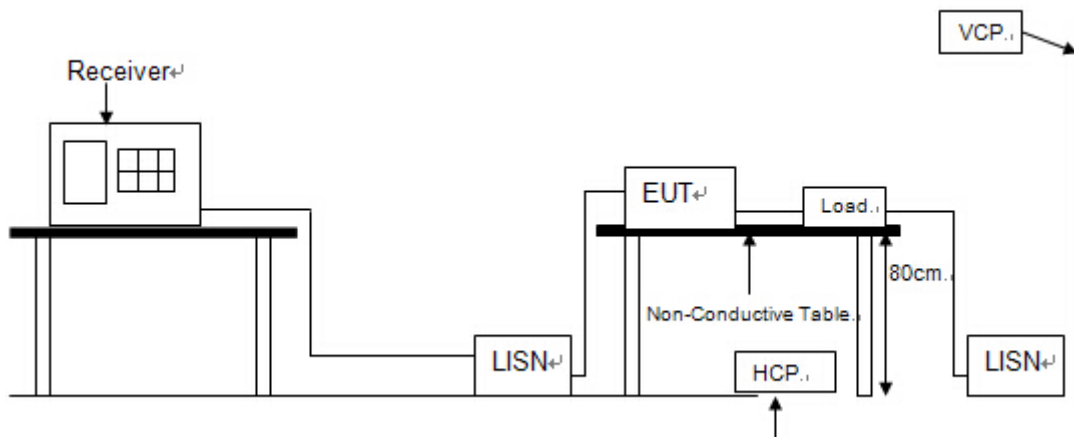 VCP.
Receiver
EUT
Load.
80cm.
Non-Conductive Table.
LISN
HCP.
LISN